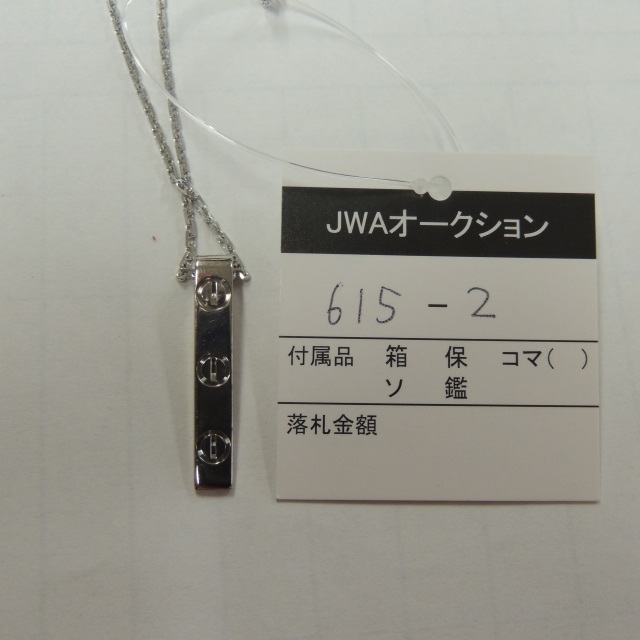 JWAオークション
615-2
付属品 箱 保 コマ( )
ソ 鑑
落札金額